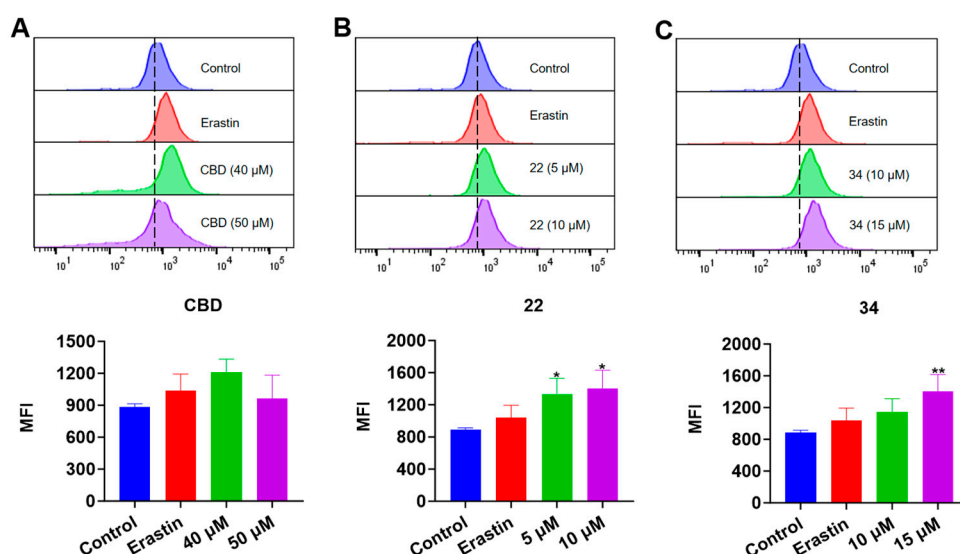 A
Control
Erastin
CBD (40 μM)
CBD (50 μM)
10¹ 10² 10³ 10⁴ 10⁵
B
Control
Erastin
22 (5 μM)
22 (10 μM)
10¹ 10² 10³ 10⁴ 10⁵
C
Control
Erastin
34 (10 μM)
34 (15 μM)
10¹ 10² 10³ 10⁴ 10⁵
CBD
MFI
1500
1200
900
600
300
0
Control Erastin 40 μM 50 μM
22
MFI
2000
1600
1200
800
400
0
* *
Control Erastin 5 μM 10 μM
34
MFI
2000
1600
1200
800
400
0
**
Control Erastin 10 μM 15 μM